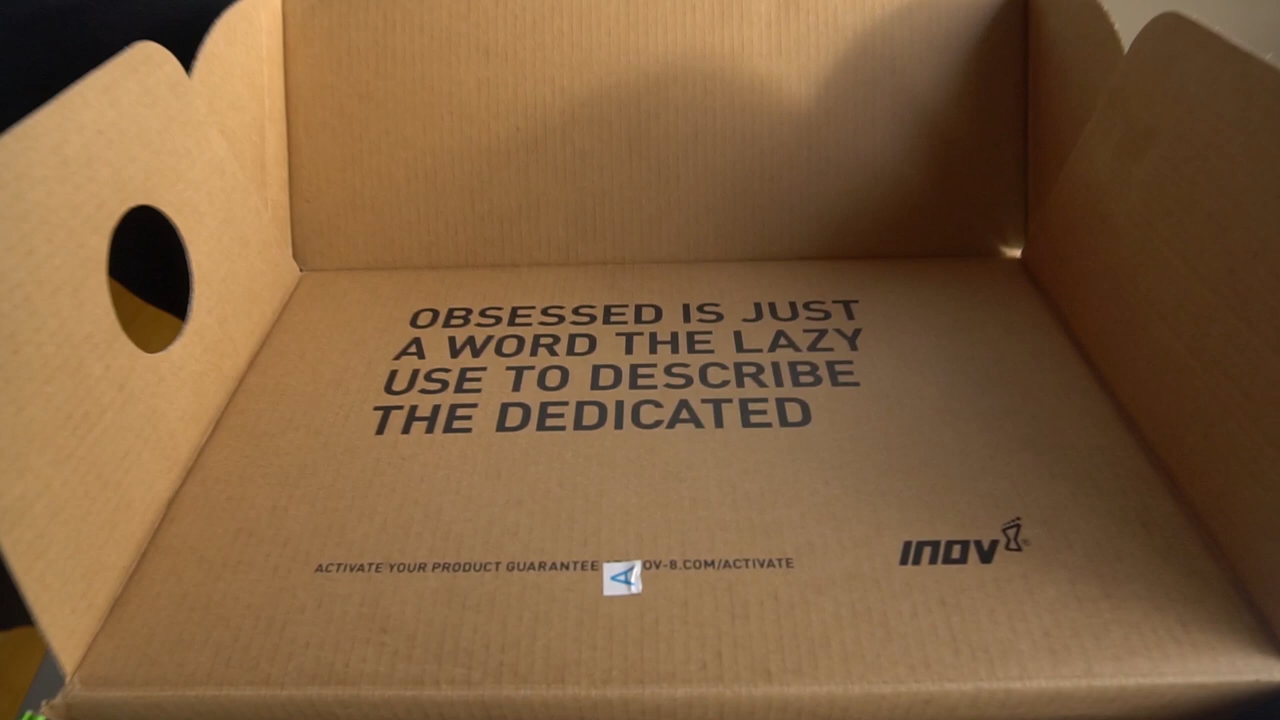 OBSESSED IS JUST
A WORD THE LAZY
USE TO DESCRIBE
THE DEDICATED
ACTIVATE YOUR PRODUCT GUARANTEE OV-8.COM/ACTIVATE
A
INOV8®